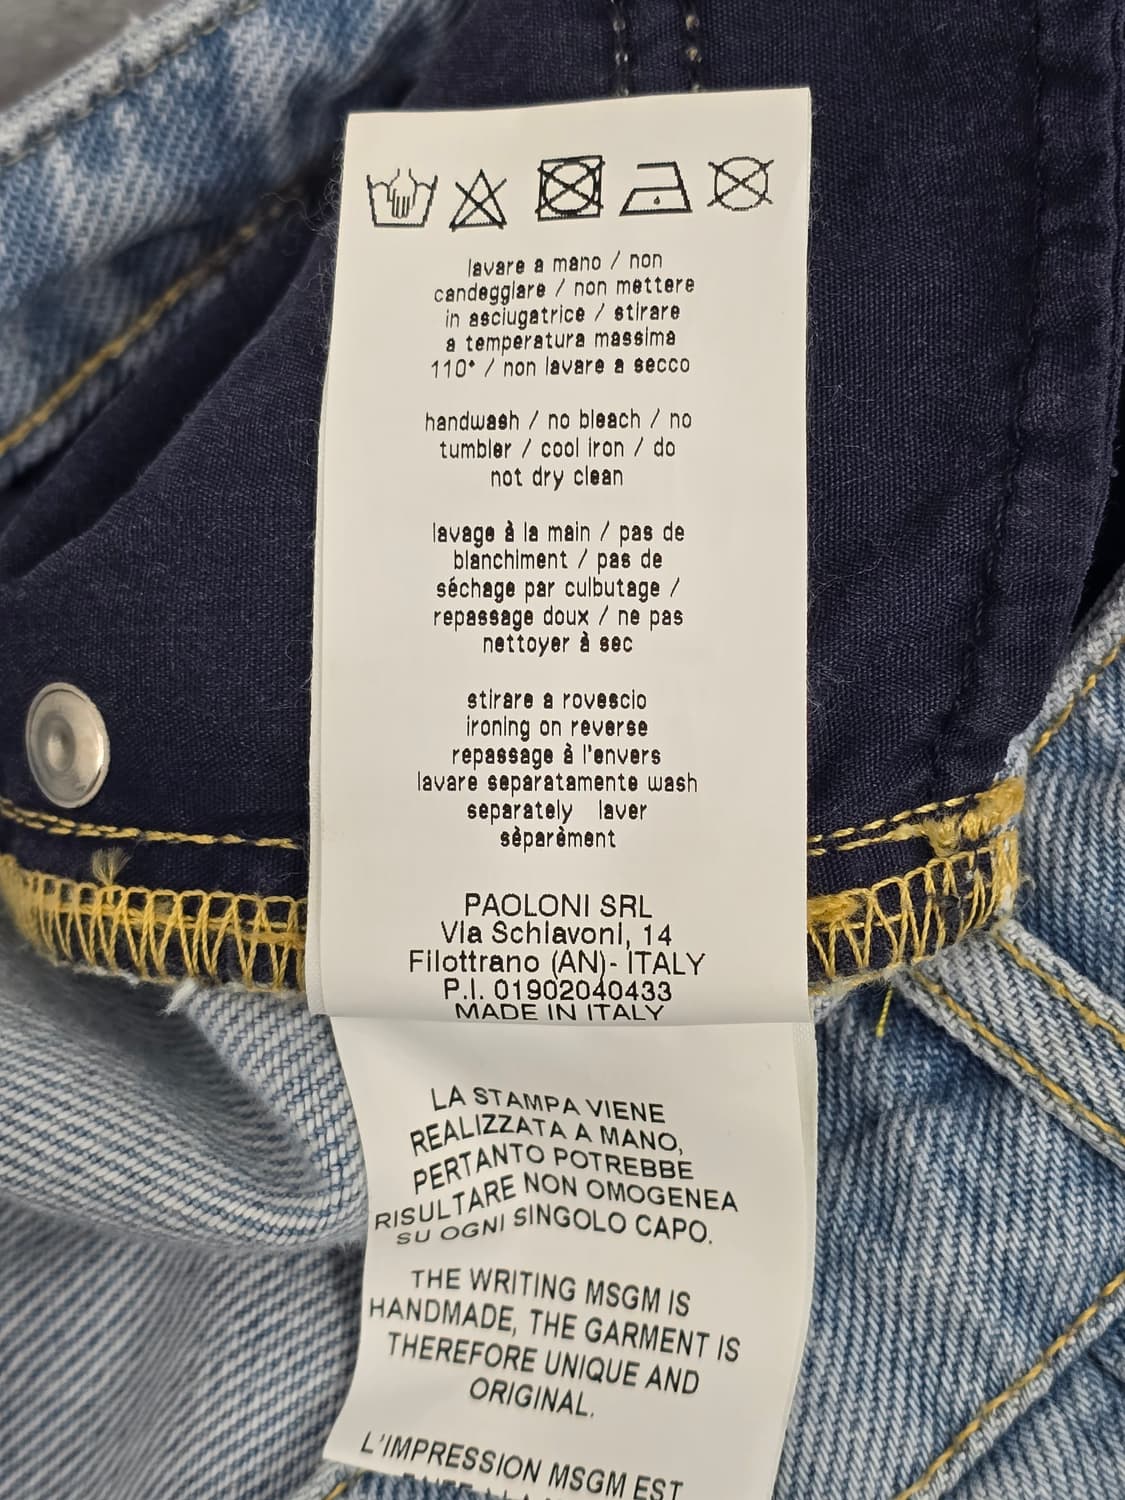 lavare a mano / non
candeggiare / non mettere
in asciugatrice / stirare
a temperatura massima
110° / non lavare a secco
handwash / no bleach / no
tumbler / cool iron / do
not dry clean
lavage à la main / pas de
blanchiment / pas de
séchage par culbutage /
repassage doux / ne pas
nettoyer à sec
stirare a rovescio
ironing on reverse
repassage à l'envers
lavare separatamente wash
separately laver
sèparèment
PAOLONI SRL
Via Schiavoni, 14
Filottrano (AN)- ITALY
P.I. 01902040433
MADE IN ITALY
LA STAMPA VIENE
REALIZZATA A MANO,
PERTANTO POTREBBE
RISULTARE NON OMOGENEA
SU OGNI SINGOLO CAPO.
THE WRITING MSGM IS
HANDMADE, THE GARMENT IS
THEREFORE UNIQUE AND
ORIGINAL.
L'IMPRESSION MSGM EST